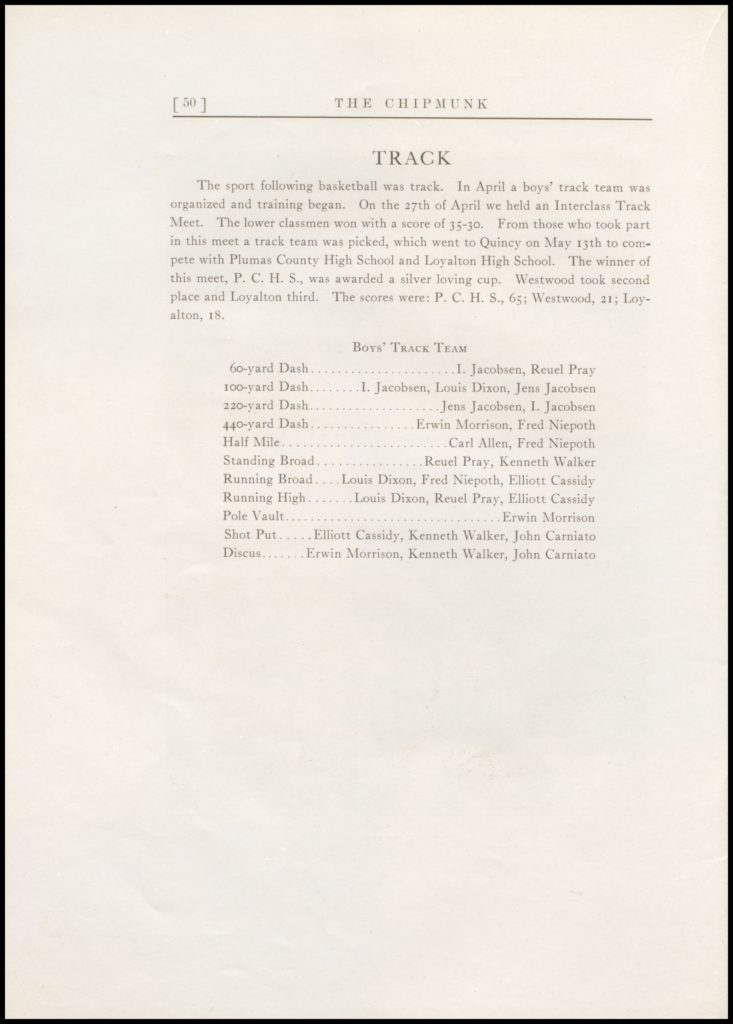 [ 50 ] THE CHIPMUNK
TRACK
The sport following basketball was track. In April a boys' track team was
organized and training began. On the 27th of April we held an Interclass Track
Meet. The lower classmen won with a score of 35-30. From those who took part
in this meet a track team was picked, which went to Quincy on May 13th to com-
pete with Plumas County High School and Loyalton High School. The winner of
this meet, P. C. H. S., was awarded a silver loving cup. Westwood took second
place and Loyalton third. The scores were: P. C. H. S., 65; Westwood, 21; Loy-
alton, 18.
Boys' Track Team
60-yard Dash.....................I. Jacobsen, Reuel Pray
100-yard Dash........I. Jacobsen, Louis Dixon, Jens Jacobsen
220-yard Dash...................Jens Jacobsen, I. Jacobsen
440-yard Dash...............Erwin Morrison, Fred Niepoth
Half Mile........................Carl Allen, Fred Niepoth
Standing Broad................Reuel Pray, Kenneth Walker
Running Broad....Louis Dixon, Fred Niepoth, Elliott Cassidy
Running High.......Louis Dixon, Reuel Pray, Elliott Cassidy
Pole Vault...............................Erwin Morrison
Shot Put.....Elliott Cassidy, Kenneth Walker, John Carniato
Discus.......Erwin Morrison, Kenneth Walker, John Carniato